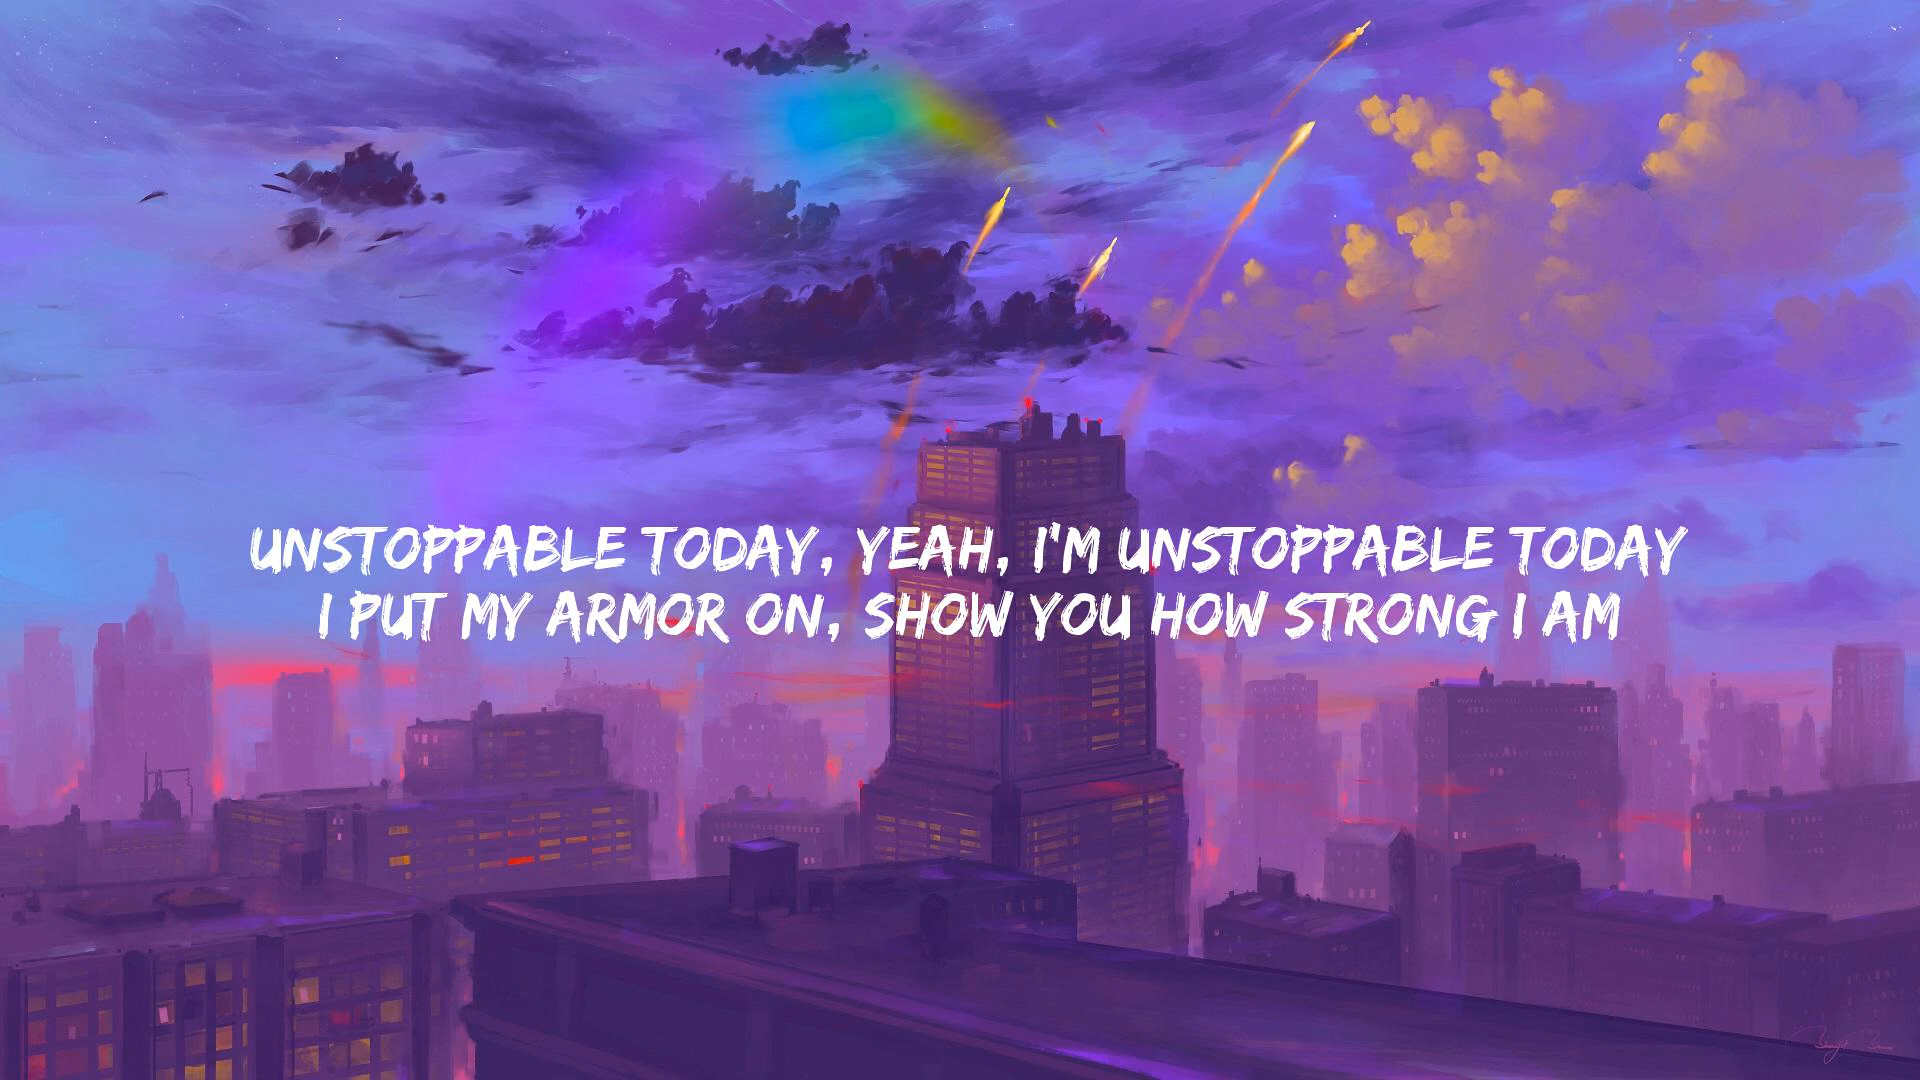 UNSTOPPABLE TODAY, YEAH, I'M UNSTOPPABLE TODAY
I PUT MY ARMOR ON, SHOW YOU HOW STRONG I AM